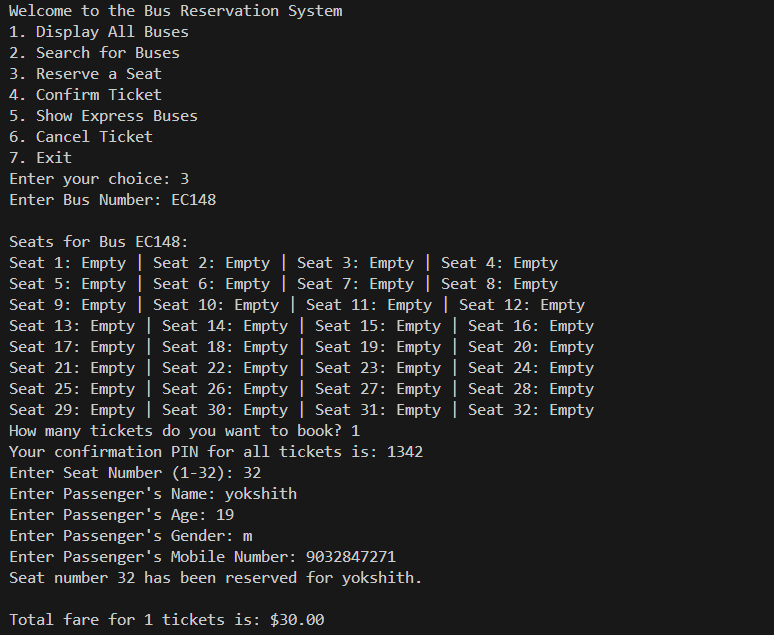 Welcome to the Bus Reservation System
1. Display All Buses
2. Search for Buses
3. Reserve a Seat
4. Confirm Ticket
5. Show Express Buses
6. Cancel Ticket
7. Exit
Enter your choice: 3
Enter Bus Number: EC148
Seats for Bus EC148:
Seat 1: Empty | Seat 2: Empty | Seat 3: Empty | Seat 4: Empty
Seat 5: Empty | Seat 6: Empty | Seat 7: Empty | Seat 8: Empty
Seat 9: Empty | Seat 10: Empty | Seat 11: Empty | Seat 12: Empty
Seat 13: Empty | Seat 14: Empty | Seat 15: Empty | Seat 16: Empty
Seat 17: Empty | Seat 18: Empty | Seat 19: Empty | Seat 20: Empty
Seat 21: Empty | Seat 22: Empty | Seat 23: Empty | Seat 24: Empty
Seat 25: Empty | Seat 26: Empty | Seat 27: Empty | Seat 28: Empty
Seat 29: Empty | Seat 30: Empty | Seat 31: Empty | Seat 32: Empty
How many tickets do you want to book? 1
Your confirmation PIN for all tickets is: 1342
Enter Seat Number (1-32): 32
Enter Passenger's Name: yokshith
Enter Passenger's Age: 19
Enter Passenger's Gender: m
Enter Passenger's Mobile Number: 9032847271
Seat number 32 has been reserved for yokshith.
Total fare for 1 tickets is: $30.00